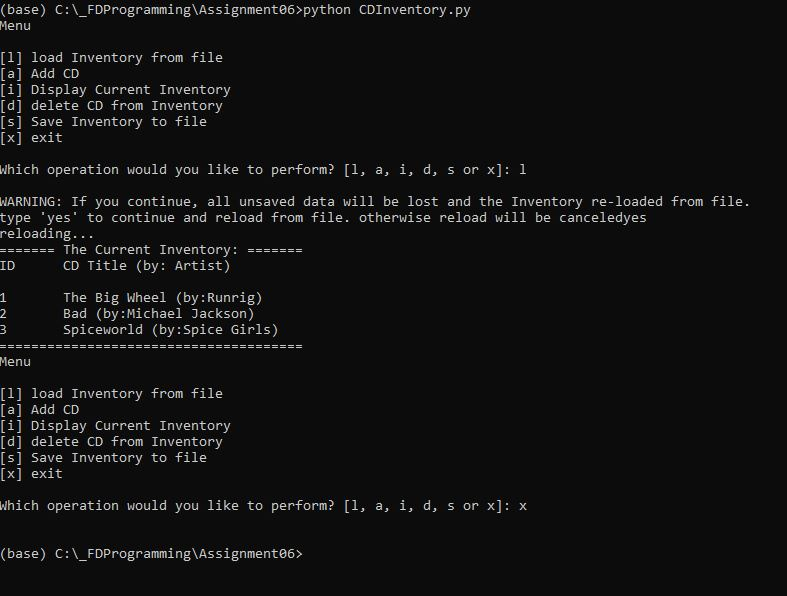 (base) C:\_FDProgramming\Assignment06>python CDInventory.py
Menu
[l] load Inventory from file
[a] Add CD
[i] Display Current Inventory
[d] delete CD from Inventory
[s] Save Inventory to file
[x] exit
Which operation would you like to perform? [l, a, i, d, s or x]: l
WARNING: If you continue, all unsaved data will be lost and the Inventory re-loaded from file.
type 'yes' to continue and reload from file. otherwise reload will be canceledyes
reloading...
======= The Current Inventory: =======
ID      CD Title (by: Artist)
1       The Big Wheel (by:Runrig)
2       Bad (by:Michael Jackson)
3       Spiceworld (by:Spice Girls)
======================================
Menu
[l] load Inventory from file
[a] Add CD
[i] Display Current Inventory
[d] delete CD from Inventory
[s] Save Inventory to file
[x] exit
Which operation would you like to perform? [l, a, i, d, s or x]: x
(base) C:\_FDProgramming\Assignment06>